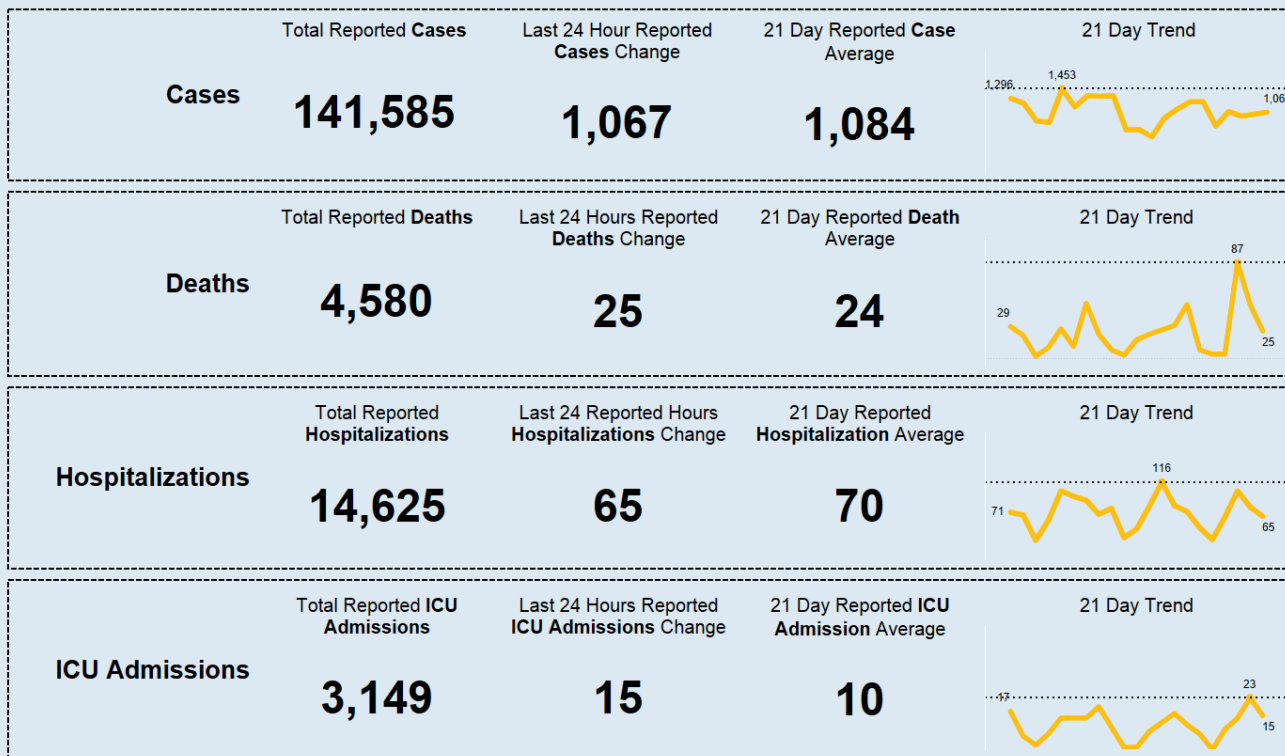 Total Reported Cases
Last 24 Hour Reported
Cases Change
21 Day Reported Case
Average
21 Day Trend
Cases
141,585
1,067
1,084
1,296
1,453
1,06
Total Reported Deaths
Last 24 Hours Reported
Deaths Change
21 Day Reported Death
Average
21 Day Trend
Deaths
4,580
25
24
29
87
25
Total Reported
Hospitalizations
Last 24 Reported Hours
Hospitalizations Change
21 Day Reported
Hospitalization Average
21 Day Trend
Hospitalizations
14,625
65
70
71
116
65
Total Reported ICU
Admissions
Last 24 Hours Reported
ICU Admissions Change
21 Day Reported ICU
Admission Average
21 Day Trend
ICU Admissions
3,149
15
10
17
23
15